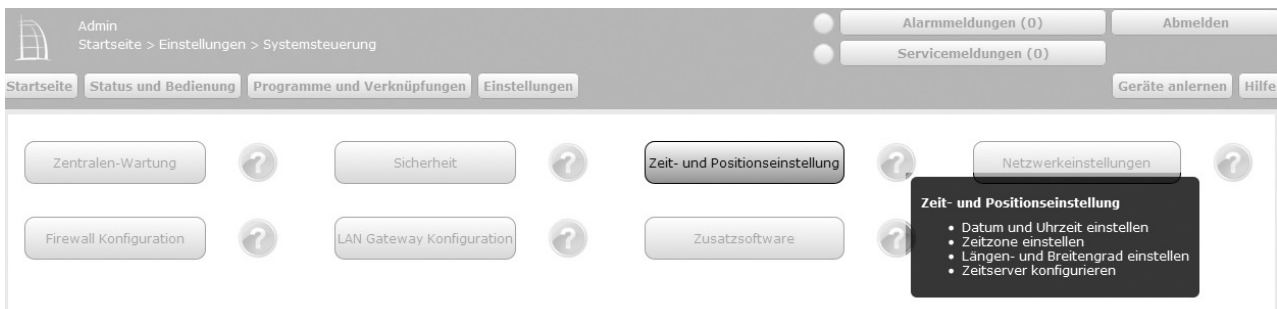 Admin
Startseite > Einstellungen > Systemsteuerung
Alarmmeldungen (0)
Abmelden
Servicemeldungen (0)
Startseite
Status und Bedienung
Programme und Verknüpfungen
Einstellungen
Geräte anlernen
Hilfe
Zentralen-Wartung
?
Sicherheit
?
Zeit- und Positionseinstellung
?
Netzwerkeinstellungen
?
Firewall Konfiguration
?
LAN Gateway Konfiguration
?
Zusatzsoftware
?
Zeit- und Positionseinstellung
• Datum und Uhrzeit einstellen
• Zeitzone einstellen
• Längen- und Breitengrad einstellen
• Zeitserver konfigurieren